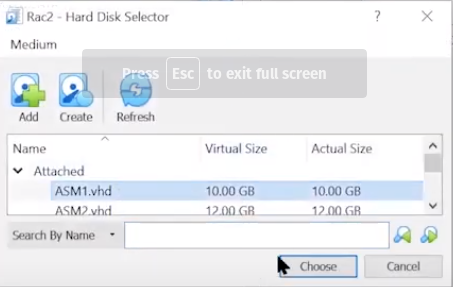 Rac2 - Hard Disk Selector
?
Medium
Press Esc to exit full screen
Add Create Refresh
Name Virtual Size Actual Size
Attached
ASM1.vhd 10.00 GB 10.00 GB
ASM2.vhd 12.00 GB 12.00 GB
Search By Name
Choose Cancel